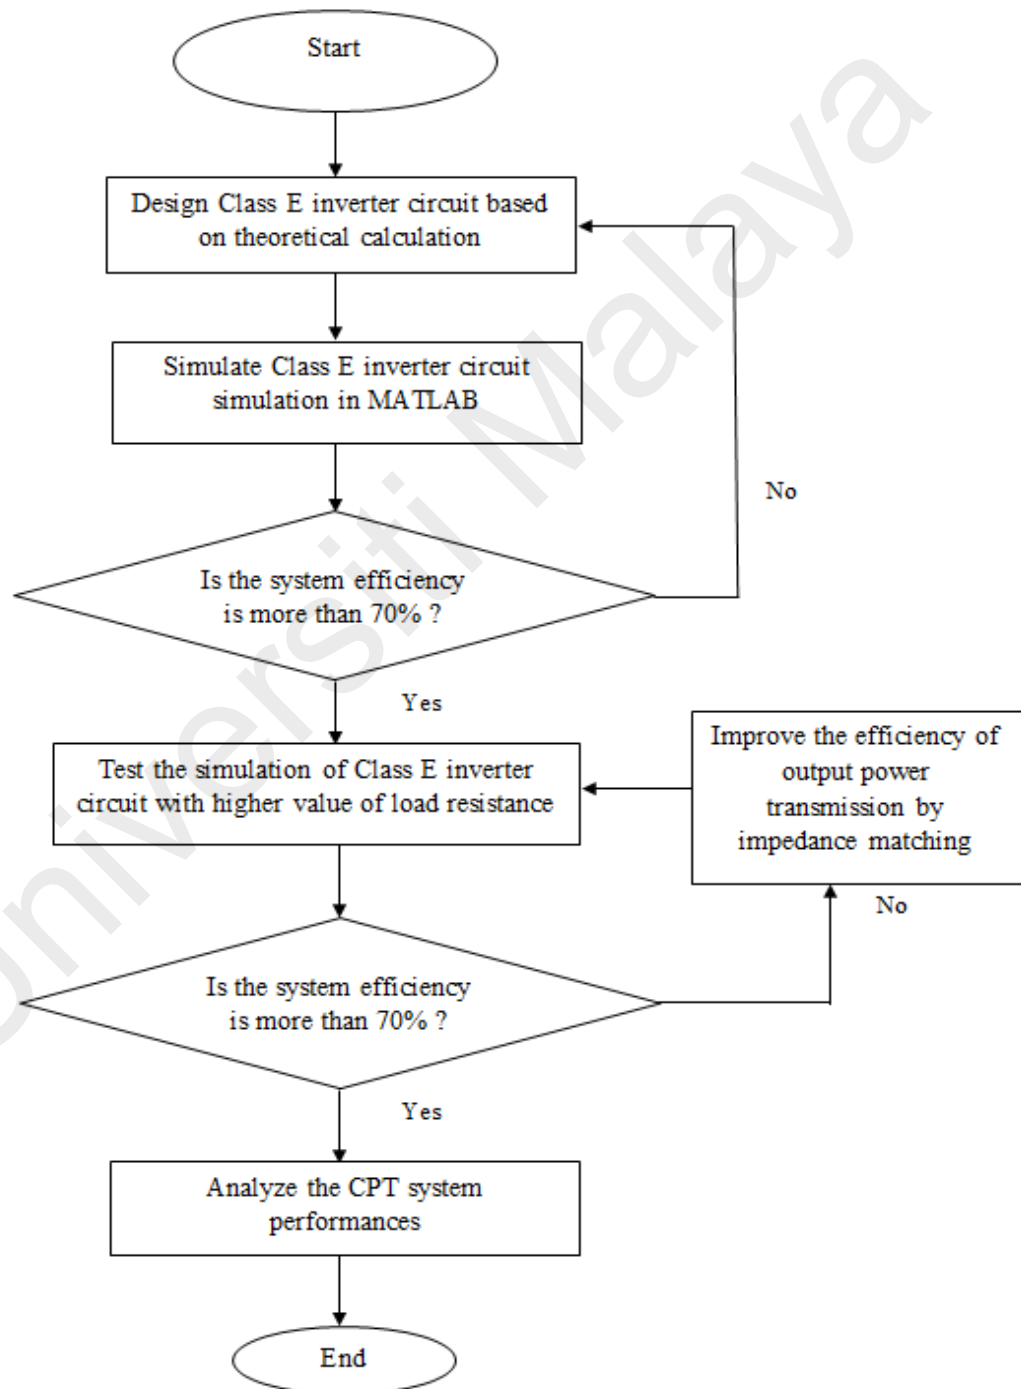 Start
Design Class E inverter circuit based
on theoretical calculation
Simulate Class E inverter circuit
simulation in MATLAB
No
Is the system efficiency
is more than 70% ?
Yes
Test the simulation of Class E inverter
circuit with higher value of load resistance
Improve the efficiency of
output power
transmission by
impedance matching
No
Is the system efficiency
is more than 70% ?
Yes
Analyze the CPT system
performances
End
Universiti Malaya